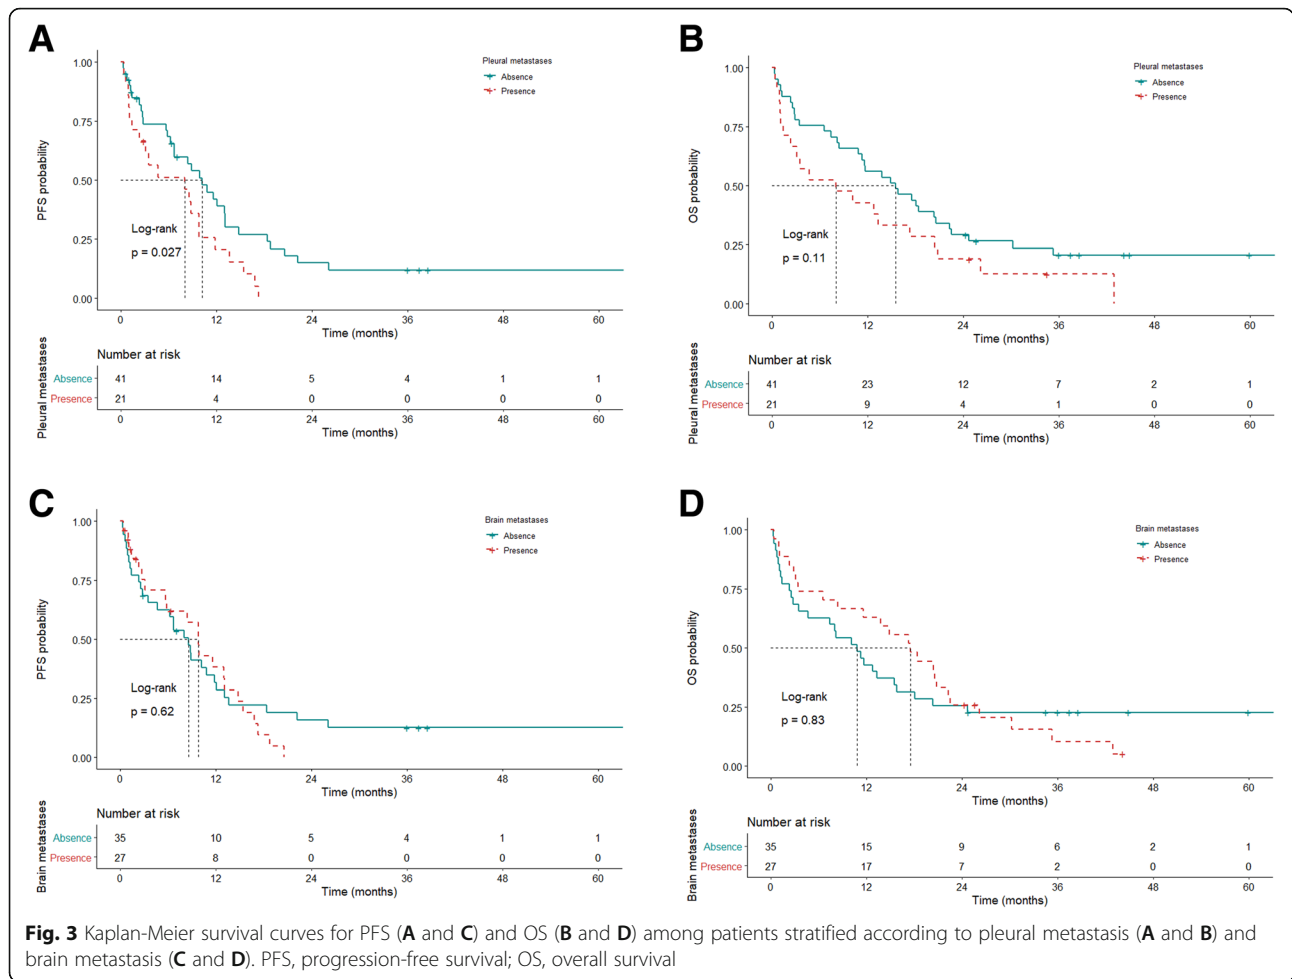 A
Pleural metastases
Absence
Presence
1.00
0.75
0.50
0.25
0.00
PFS probability
Log-rank
p = 0.027
0 12 24 36 48 60
Time (months)
Number at risk
Pleural metastases
Absence 41 14 5 4 1 1
Presence 21 4 0 0 0 0
0 12 24 36 48 60
Time (months)
B
Pleural metastases
Absence
Presence
1.00
0.75
0.50
0.25
0.00
OS probability
Log-rank
p = 0.11
0 12 24 36 48 60
Time (months)
Number at risk
Pleural metastases
Absence 41 23 12 7 2 1
Presence 21 9 4 1 0 0
0 12 24 36 48 60
Time (months)
C
Brain metastases
Absence
Presence
1.00
0.75
0.50
0.25
0.00
PFS probability
Log-rank
p = 0.62
0 12 24 36 48 60
Time (months)
Number at risk
Brain metastases
Absence 35 10 5 4 1 1
Presence 27 8 0 0 0 0
0 12 24 36 48 60
Time (months)
D
Brain metastases
Absence
Presence
1.00
0.75
0.50
0.25
0.00
OS probability
Log-rank
p = 0.83
0 12 24 36 48 60
Time (months)
Number at risk
Brain metastases
Absence 35 15 9 6 2 1
Presence 27 17 7 2 0 0
0 12 24 36 48 60
Time (months)
Fig. 3 Kaplan-Meier survival curves for PFS (A and C) and OS (B and D) among patients stratified according to pleural metastasis (A and B) and
brain metastasis (C and D). PFS, progression-free survival; OS, overall survival